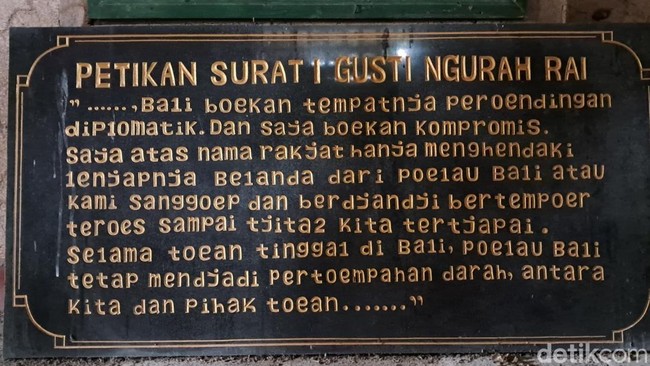 PETIKAN SURAT I GUSTI NGURAH RAI
" ......, Bali boekan tempatnja peroendingan
diplomatik. Dan saja boekan kompromis.
Saja atas nama rakjat hanja menghendaki
lenjapnja Belanda dari poelau Bali atau
kami sanggoep dan berdjandji bertempoer
teroes sampai tjita2 kita tertjapai.
Selama toean tinggal di Bali, poelau Bali
tetap mendjadi pertoempahan darah, antara
kita dan pihak toean......."
detikcom